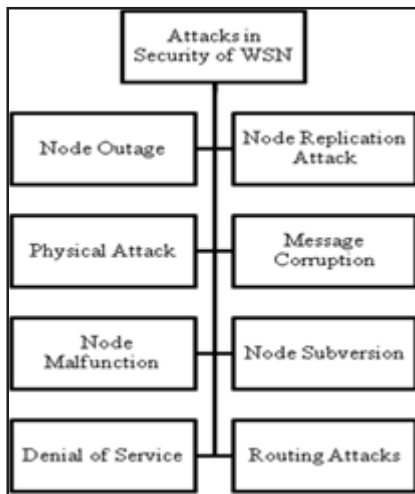 Attacks in
Security of WSN
Node Outage
Node Replication
Attack
Physical Attack
Message
Corruption
Node
Malfunction
Node Subversion
Denial of Service
Routing Attacks